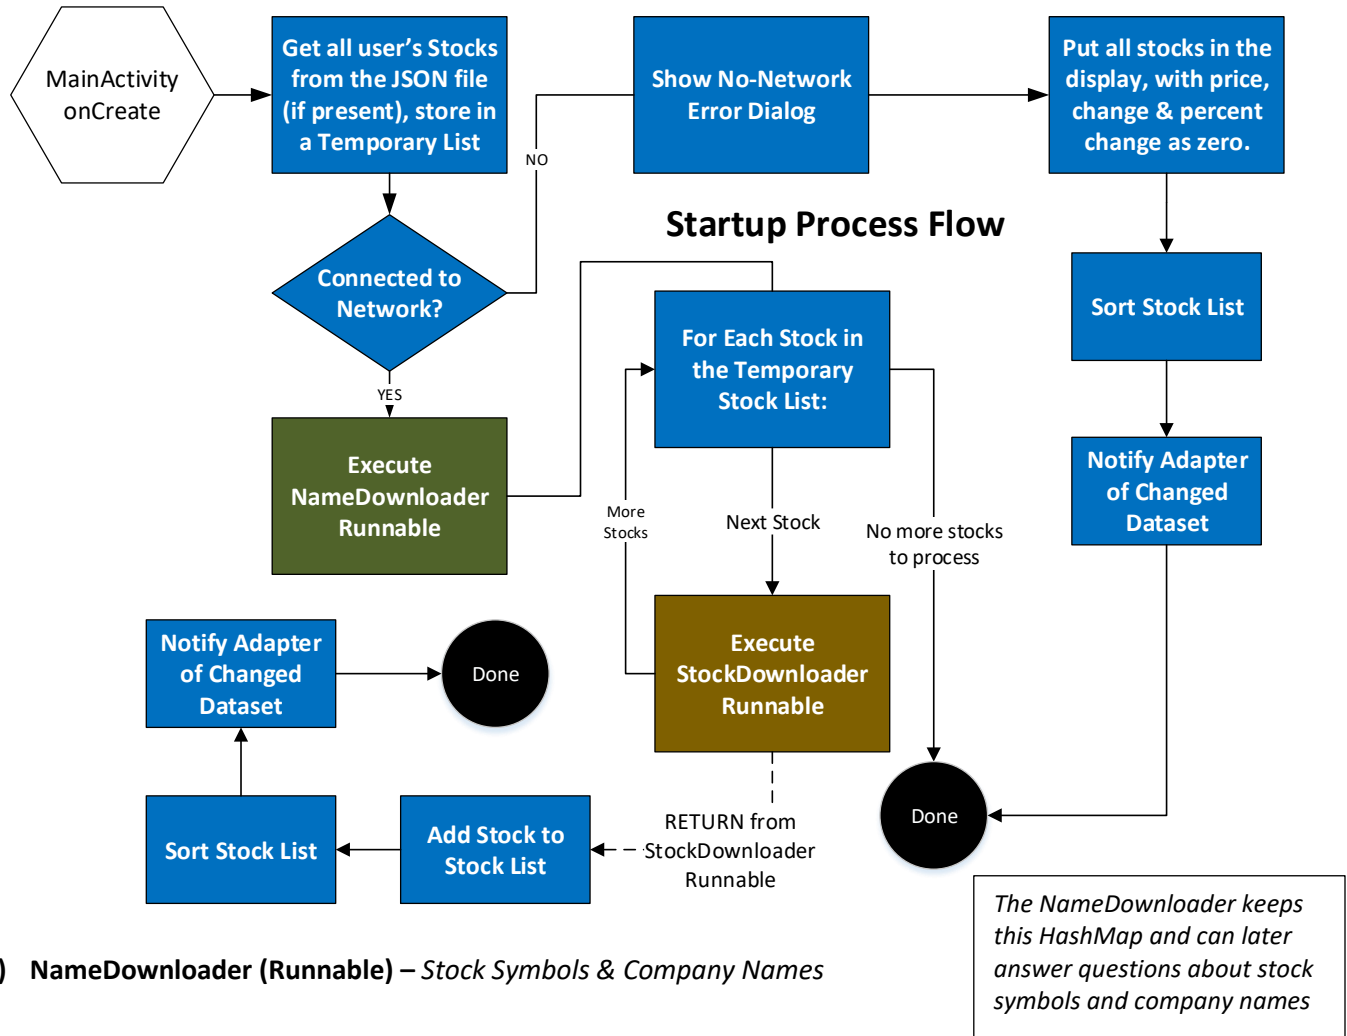 MainActivity
onCreate
Get all user's Stocks
from the JSON file
(if present), store in
a Temporary List
Show No-Network
Error Dialog
Put all stocks in the
display, with price,
change & percent
change as zero.
NO
Startup Process Flow
Connected to
Network?
Sort Stock List
For Each Stock in
the Temporary
Stock List:
YES
Execute
NameDownloader
Runnable
More
Stocks
Next Stock
No more stocks
to process
Notify Adapter
of Changed
Dataset
Execute
StockDownloader
Runnable
Notify Adapter
of Changed
Dataset
Done
Sort Stock List
Add Stock to
Stock List
RETURN from
StockDownloader
Runnable
Done
The NameDownloader keeps
this HashMap and can later
answer questions about stock
symbols and company names
) NameDownloader (Runnable) – Stock Symbols & Company Names